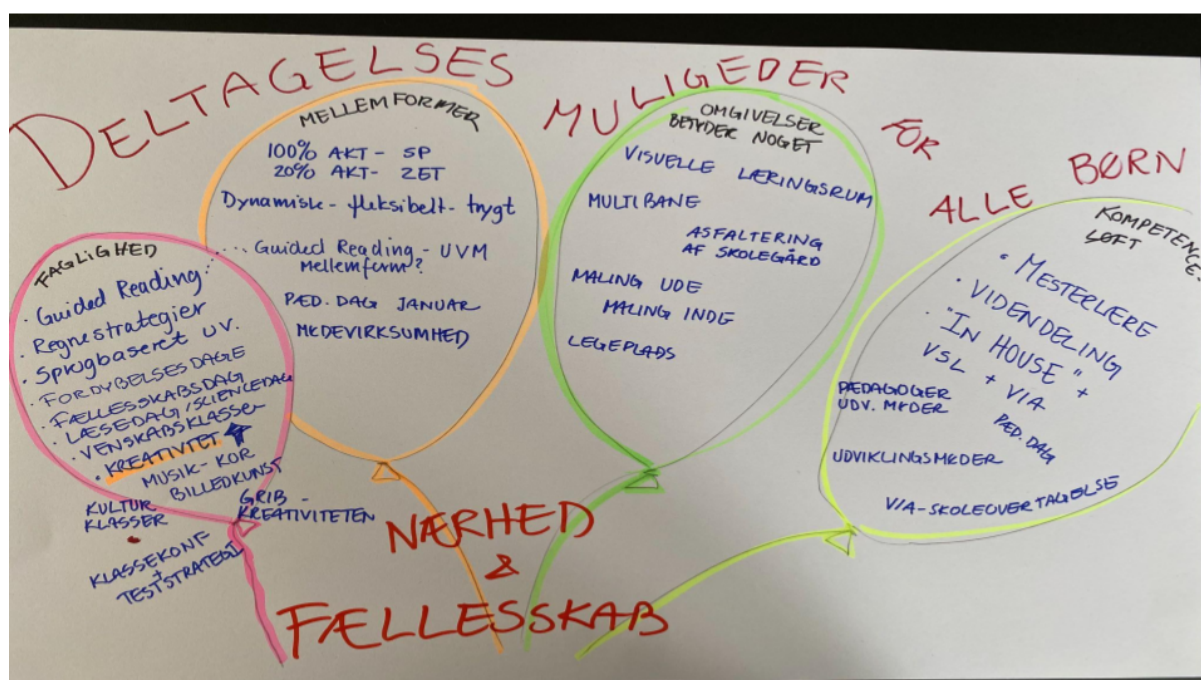 DELTAGELSES MULIGEDER FOR ALLE BØRN
FAGLIGHED
· Guided Reading
· Regnestrategier
· Sprogbaseret UV.
· FORDYBELSESDAGE
· FÆLLESSKABSDAG
· LÆSEDAG/SCIENCEDAG
· VENSKABSKLASSER
· KREATIVITET
MUSIK - KOR
BILLEDKUNST
KULTUR
KLASSER
GRIB -
KREATIVITETEN
KLASSEKONF
+
TESTSTRATEGI
MELLEMFORMER
100% AKT - SP
20% AKT - ZET
Dynamisk - fleksibelt - trygt
... Guided Reading - UVM
Mellemform?
PÆD. DAG JANUAR
MEDEVIRKSUMHED
OMGIVELSER
BETYDER NOGET
VISUELLE LÆRINGSRUM
MULTIBANE
ASFALTERING
AF SKOLEGÅRD
MALING UDE
MALING INDE
LEGEPLADS
KOMPETENCE-
LØFT
· MESTERLÆRE
· VIDENDELING
· "IN HOUSE" +
VSL + VIA
PÆDAGOGER
UDV. MØDER
PÆD. DAG
UDVIKLINGSMØDER
VIA-SKOLEOVERTAGELSE
NÆRHED
&
FÆLLESSKAB